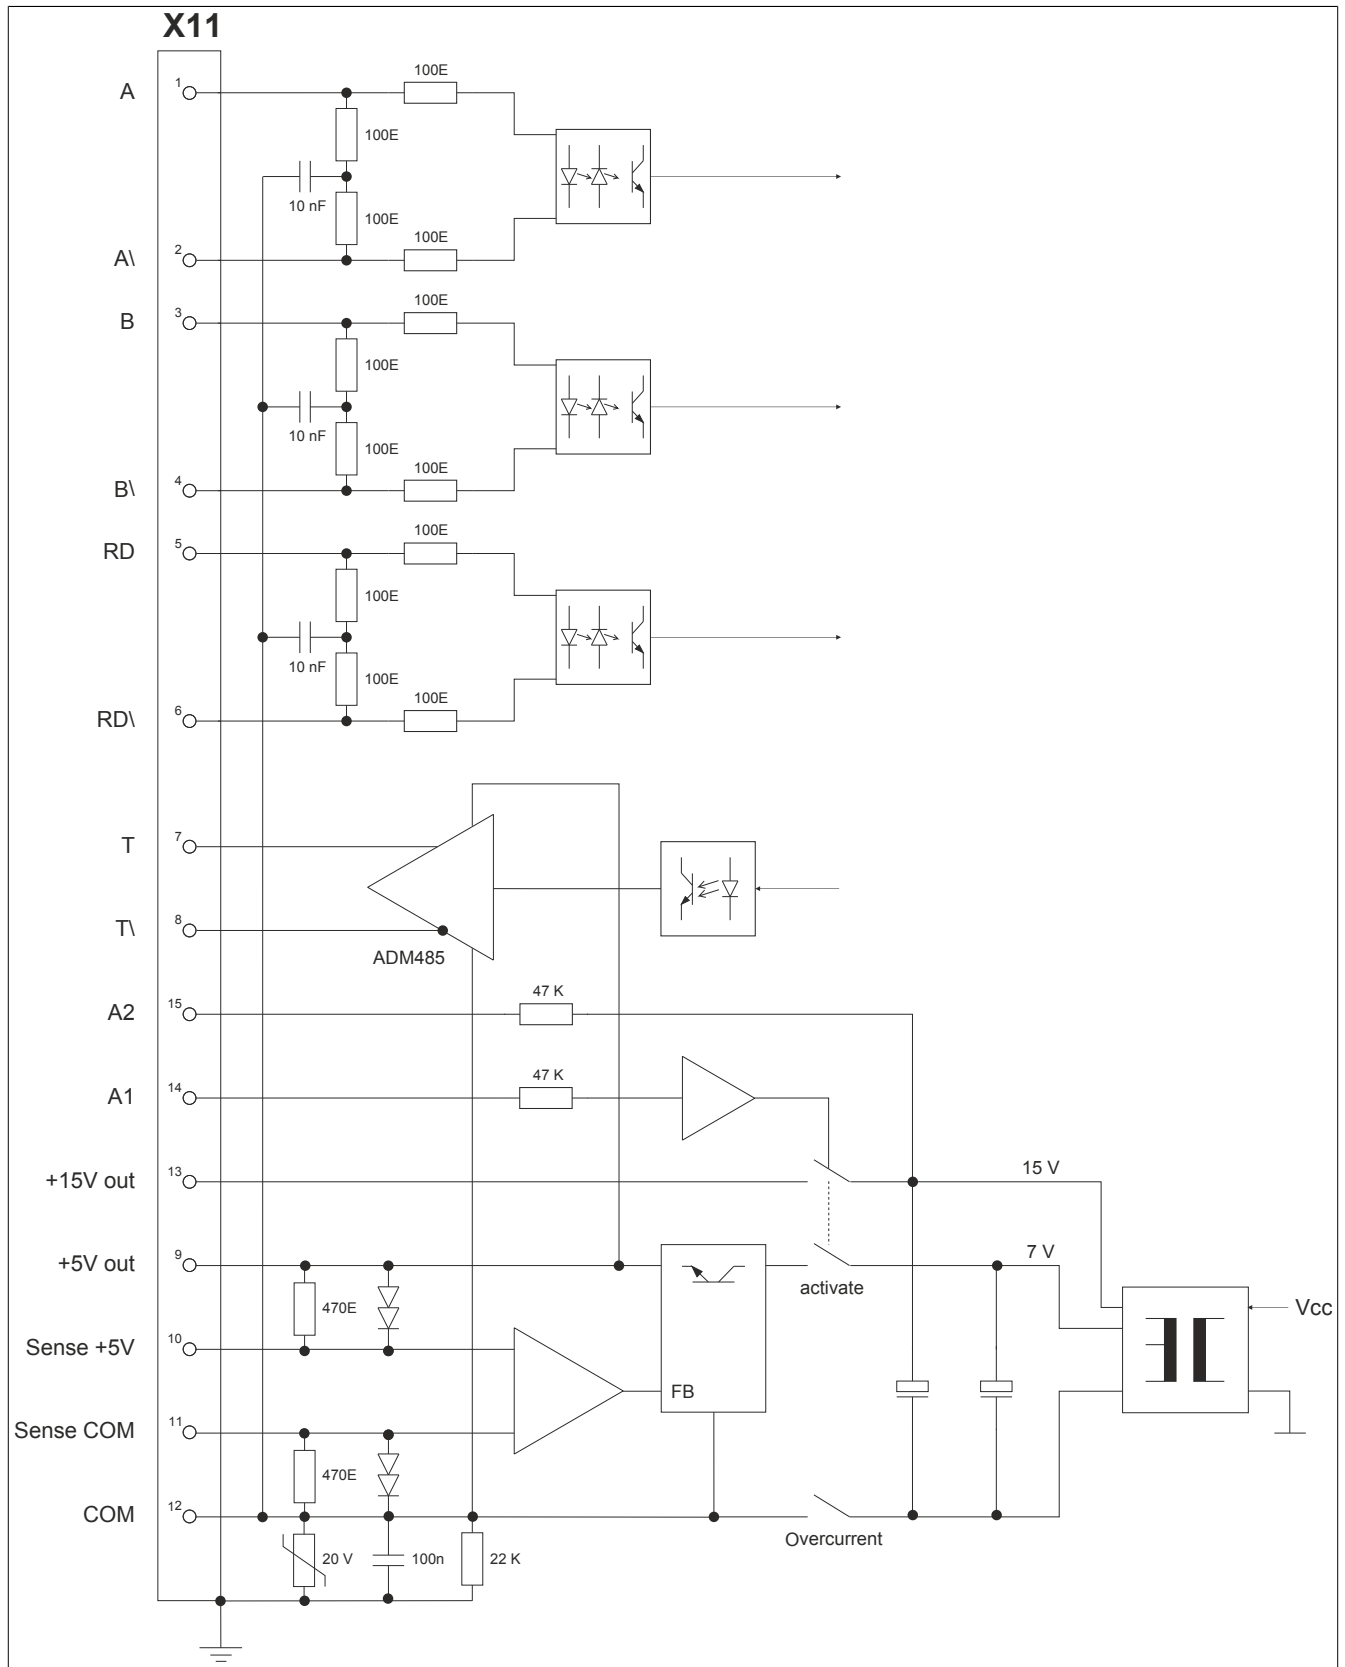 X11
A 1 100E
100E
10 nF
100E
A\ 2 100E
B 3 100E
100E
10 nF
100E
B\ 4 100E
RD 5 100E
100E
10 nF
100E
RD\ 6 100E
T 7
T\ 8
ADM485
A2 15 47 K
A1 14 47 K
+15V out 13 15 V
+5V out 9 7 V
activate
470E
Vcc
Sense +5V 10
FB
Sense COM 11
470E
COM 12
Overcurrent
20 V 100n 22 K